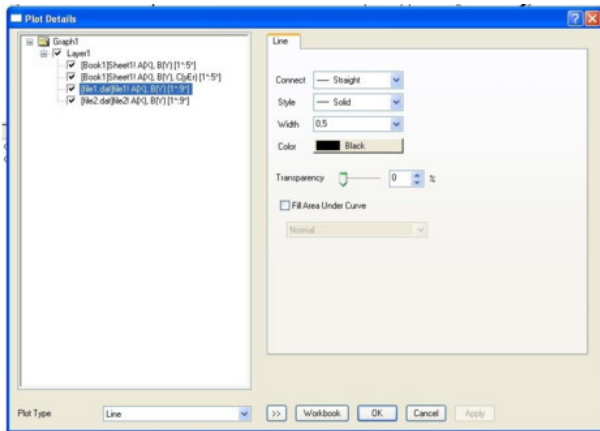 Plot Details
Graph1
Layer1
[Book1]Sheet1! A(X), B(Y) [1*:5*]
[Book1]Sheet1! A(X), B(Y), C(yEr) [1*:5*]
[file1.dat]file1! A(X), B(Y) [1*:9*]
[file2.dat]file2! A(X), B(Y) [1*:9*]
Line
Connect Straight
Style Solid
Width 0,5
Color Black
Transparency 0 %
Fill Area Under Curve
Normal
Plot Type Line >> Workbook OK Cancel Apply